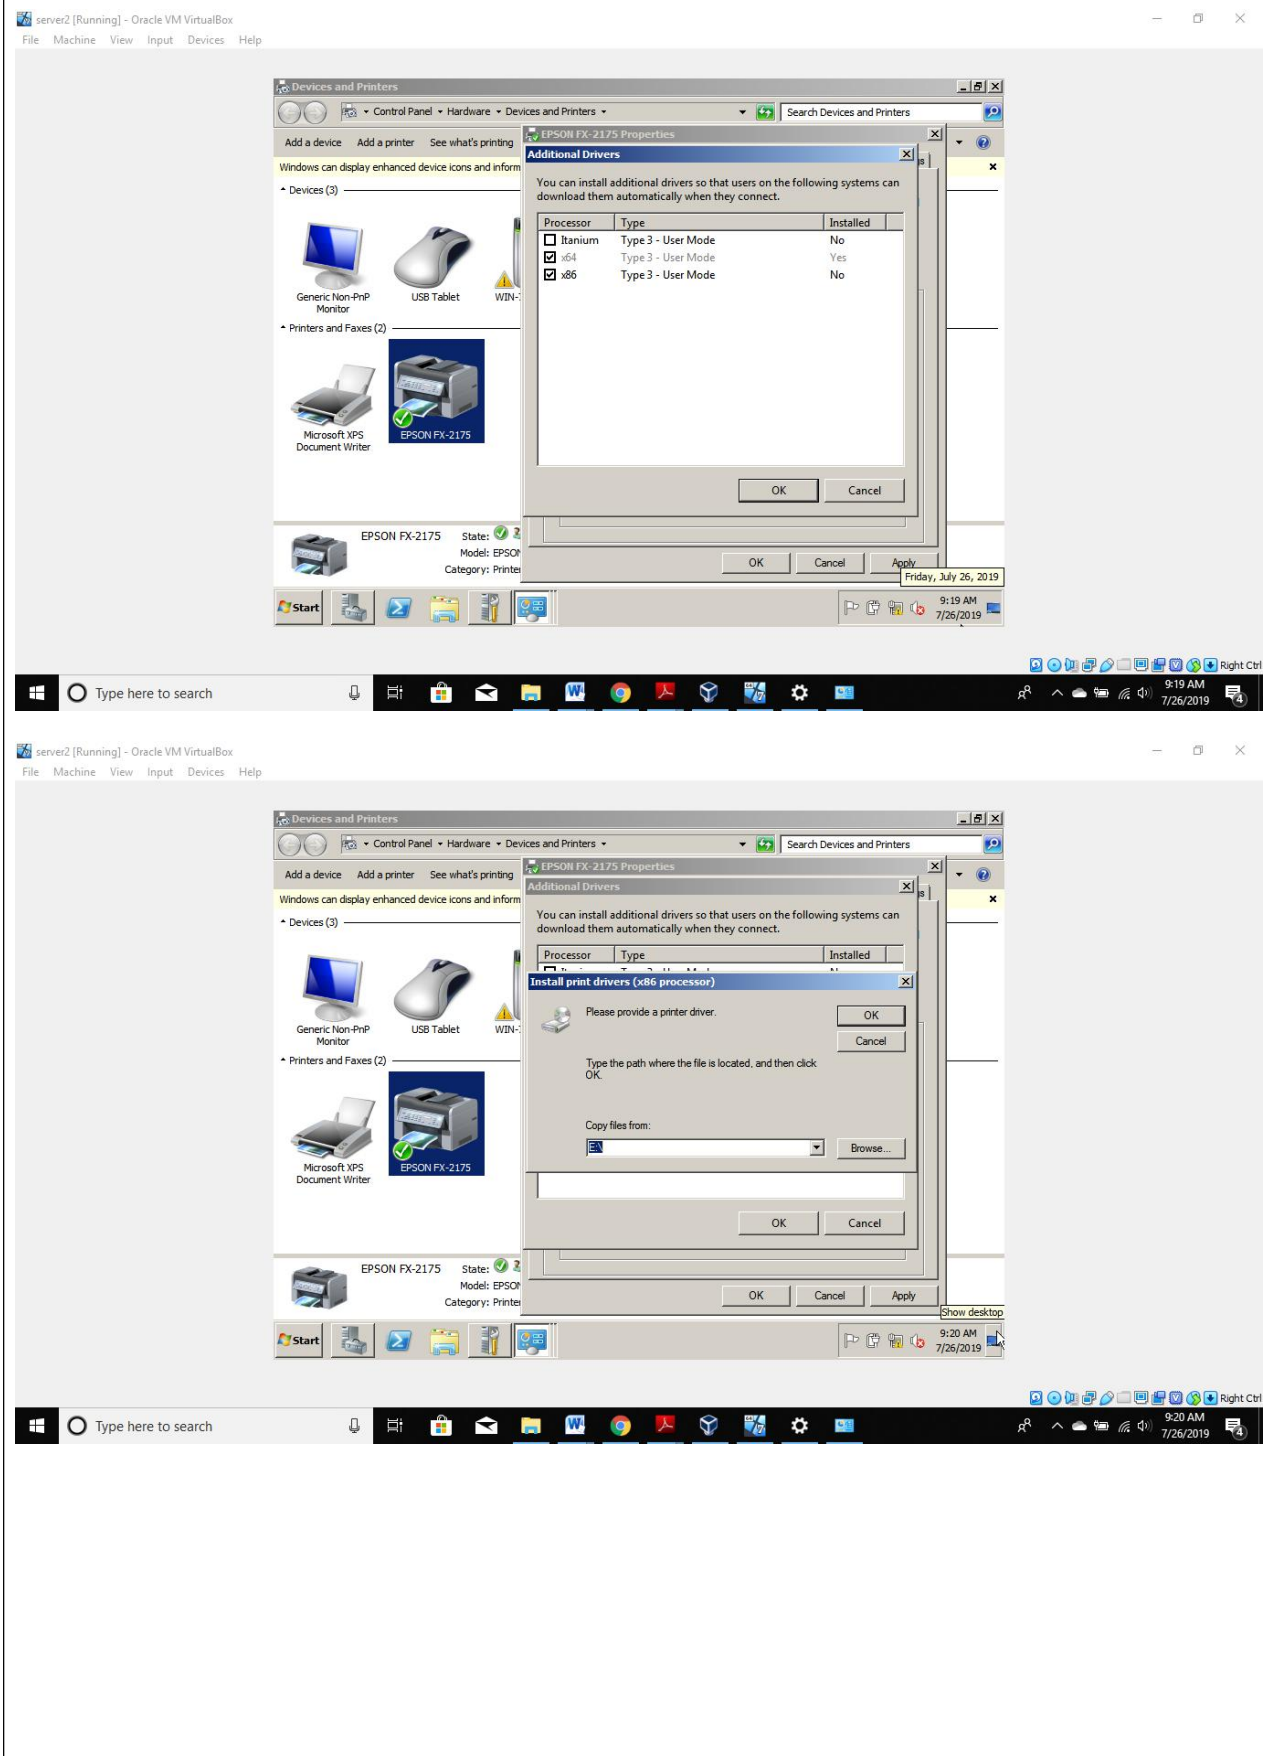 server2 [Running] - Oracle VM VirtualBox
File Machine View Input Devices Help
Devices and Printers
Control Panel Hardware Devices and Printers
Search Devices and Printers
Add a device Add a printer See what's printing
EPSON FX-2175 Properties
Windows can display enhanced device icons and inform
Additional Drivers
You can install additional drivers so that users on the following systems can
download them automatically when they connect.
Devices (3)
Processor Type Installed
Itanium Type 3 - User Mode No
x64 Type 3 - User Mode Yes
x86 Type 3 - User Mode No
Generic Non-PnP
Monitor
USB Tablet
WIN-
Printers and Faxes (2)
Microsoft XPS
Document Writer
EPSON FX-2175
OK Cancel
EPSON FX-2175 State:
Model: EPSON
Category: Printer
OK Cancel Apply
Friday, July 26, 2019
Start
9:19 AM
7/26/2019
Right Ctrl
Type here to search
9:19 AM
7/26/2019
4
server2 [Running] - Oracle VM VirtualBox
File Machine View Input Devices Help
Devices and Printers
Control Panel Hardware Devices and Printers
Search Devices and Printers
Add a device Add a printer See what's printing
EPSON FX-2175 Properties
Windows can display enhanced device icons and inform
Additional Drivers
You can install additional drivers so that users on the following systems can
download them automatically when they connect.
Devices (3)
Processor Type Installed
Install print drivers (x86 processor)
Please provide a printer driver.
OK
Cancel
Type the path where the file is located, and then click
OK.
Copy files from:
E:\
Browse...
Generic Non-PnP
Monitor
USB Tablet
WIN-
Printers and Faxes (2)
Microsoft XPS
Document Writer
EPSON FX-2175
OK Cancel
EPSON FX-2175 State:
Model: EPSON
Category: Printer
OK Cancel Apply
Show desktop
Start
9:20 AM
7/26/2019
Right Ctrl
Type here to search
9:20 AM
7/26/2019
4